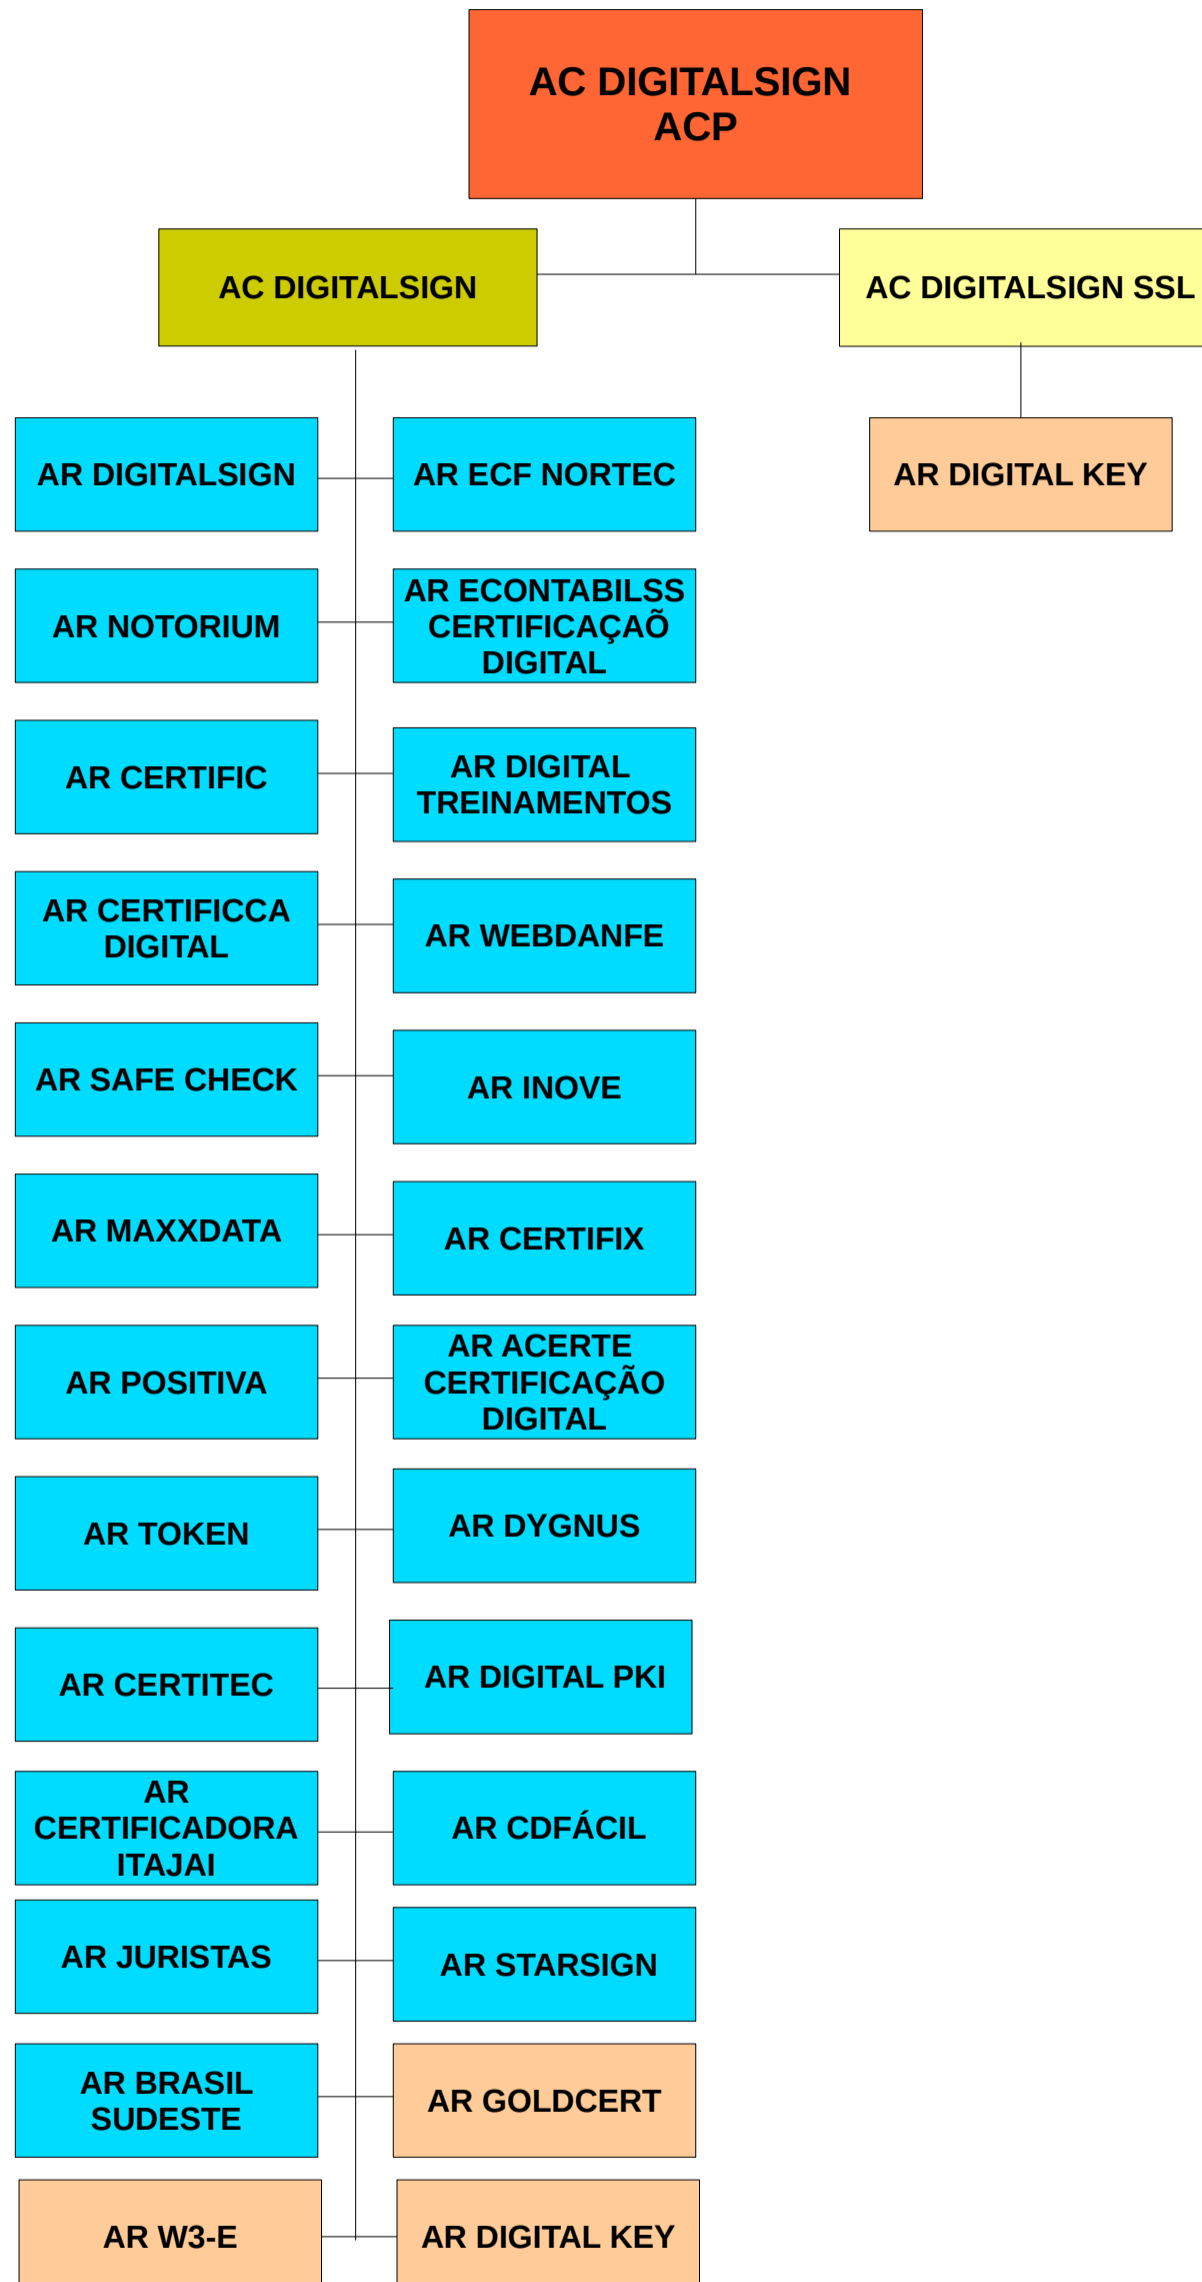 AC DIGITALSIGN
ACP
AC DIGITALSIGN
AC DIGITALSIGN SSL
AR DIGITALSIGN
AR ECF NORTEC
AR DIGITAL KEY
AR NOTORIUM
AR ECONTABILSS
CERTIFICAÇAÕ
DIGITAL
AR CERTIFIC
AR DIGITAL
TREINAMENTOS
AR CERTIFICCA
DIGITAL
AR WEBDANFE
AR SAFE CHECK
AR INOVE
AR MAXXDATA
AR CERTIFIX
AR POSITIVA
AR ACERTE
CERTIFICAÇÃO
DIGITAL
AR TOKEN
AR DYGNUS
AR CERTITEC
AR DIGITAL PKI
AR
CERTIFICADORA
ITAJAI
AR CDFÁCIL
AR JURISTAS
AR STARSIGN
AR BRASIL
SUDESTE
AR GOLDCERT
AR W3-E
AR DIGITAL KEY